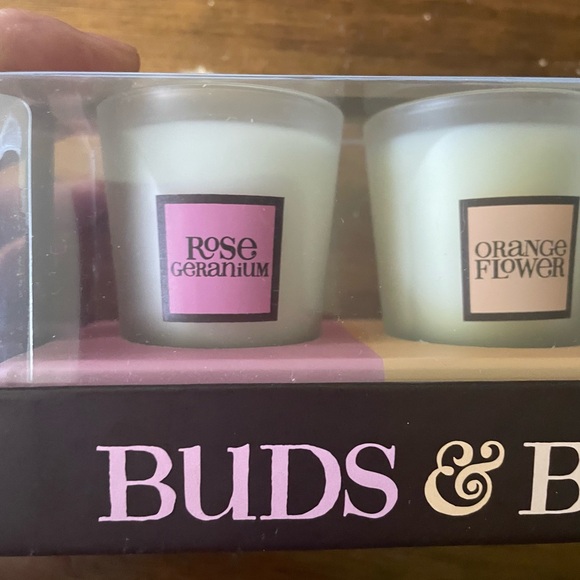 Rose
Geranium
Orange
Flower
BUDS & B